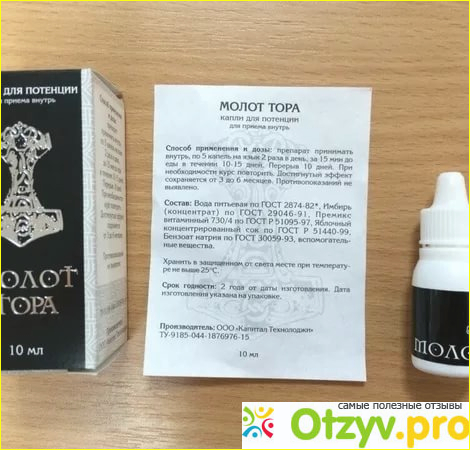 ДЛЯ ПОТЕНЦИИ
для приема внутрь
МОЛОТ
ТОРА
10 мл
МОЛОТ ТОРА
капли для потенции
для приема внутрь
Способ применения и дозы: препарат принимать
внутрь, по 5 капель на язык 2 раза в день, за 15 мин до
еды в течении 10-15 дней. Перерыв 10 дней. При
необходимости курс повторить. Достигнутый эффект
сохраняется от 3 до 6 месяцев. Противопоказаний не
выявлено.
Состав: Вода питьевая по ГОСТ 2874-82*, Имбирь
(концентрат) по ГОСТ 29046-91, Премикс
витаминный 730/4 по ГОСТ Р 51095-97, Яблочный
концентрированный сок по ГОСТ Р 51440-99,
Бензоат натрия по ГОСТ 30059-93, вспомогатель-
ные вещества.
Хранить в защищенном от света месте при температу-
ре не выше 25°С.
Срок годности: 2 года от даты изготовления. Дата
изготовления указана на упаковке.
Производитель: ООО «Капитал Технолоджи»
ТУ-9185-044-1876976-15
10 мл
МОЛО
самые полезные отзывы
Otzyv.pro